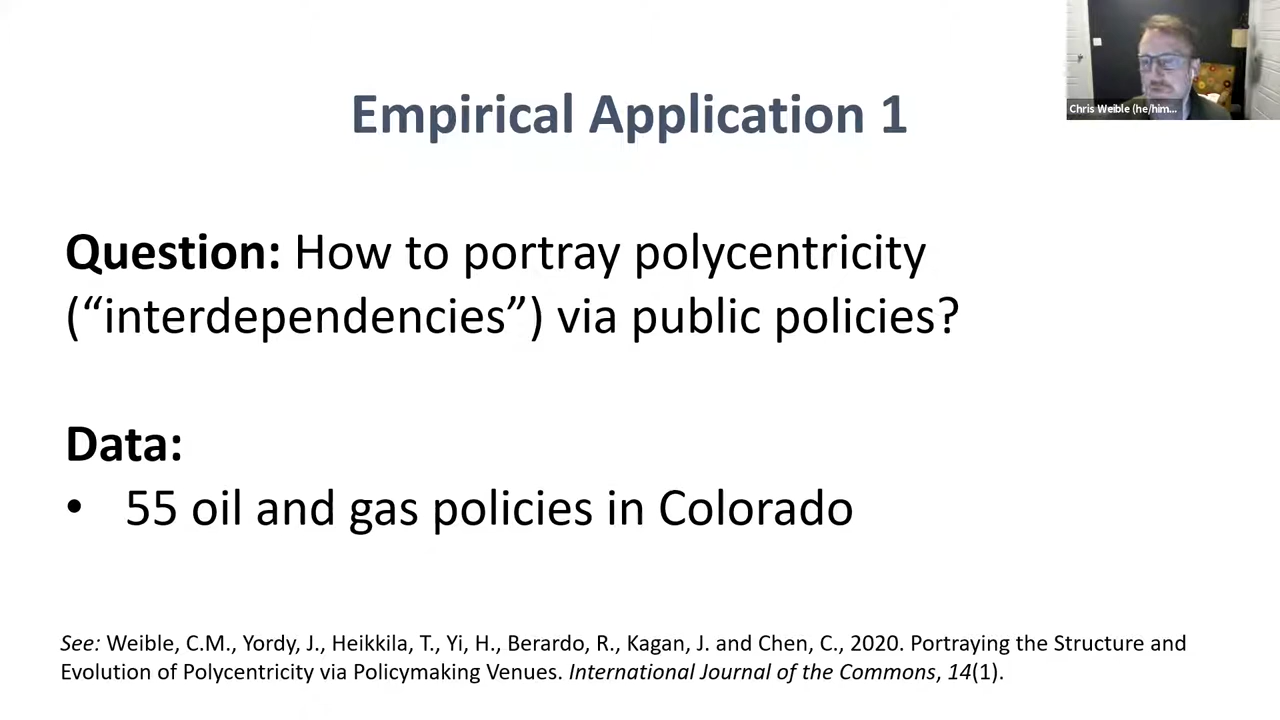 Chris Weible (he/him...
Empirical Application 1
Question: How to portray polycentricity
(“interdependencies”) via public policies?
Data:
• 55 oil and gas policies in Colorado
See: Weible, C.M., Yordy, J., Heikkila, T., Yi, H., Berardo, R., Kagan, J. and Chen, C., 2020. Portraying the Structure and
Evolution of Polycentricity via Policymaking Venues. International Journal of the Commons, 14(1).